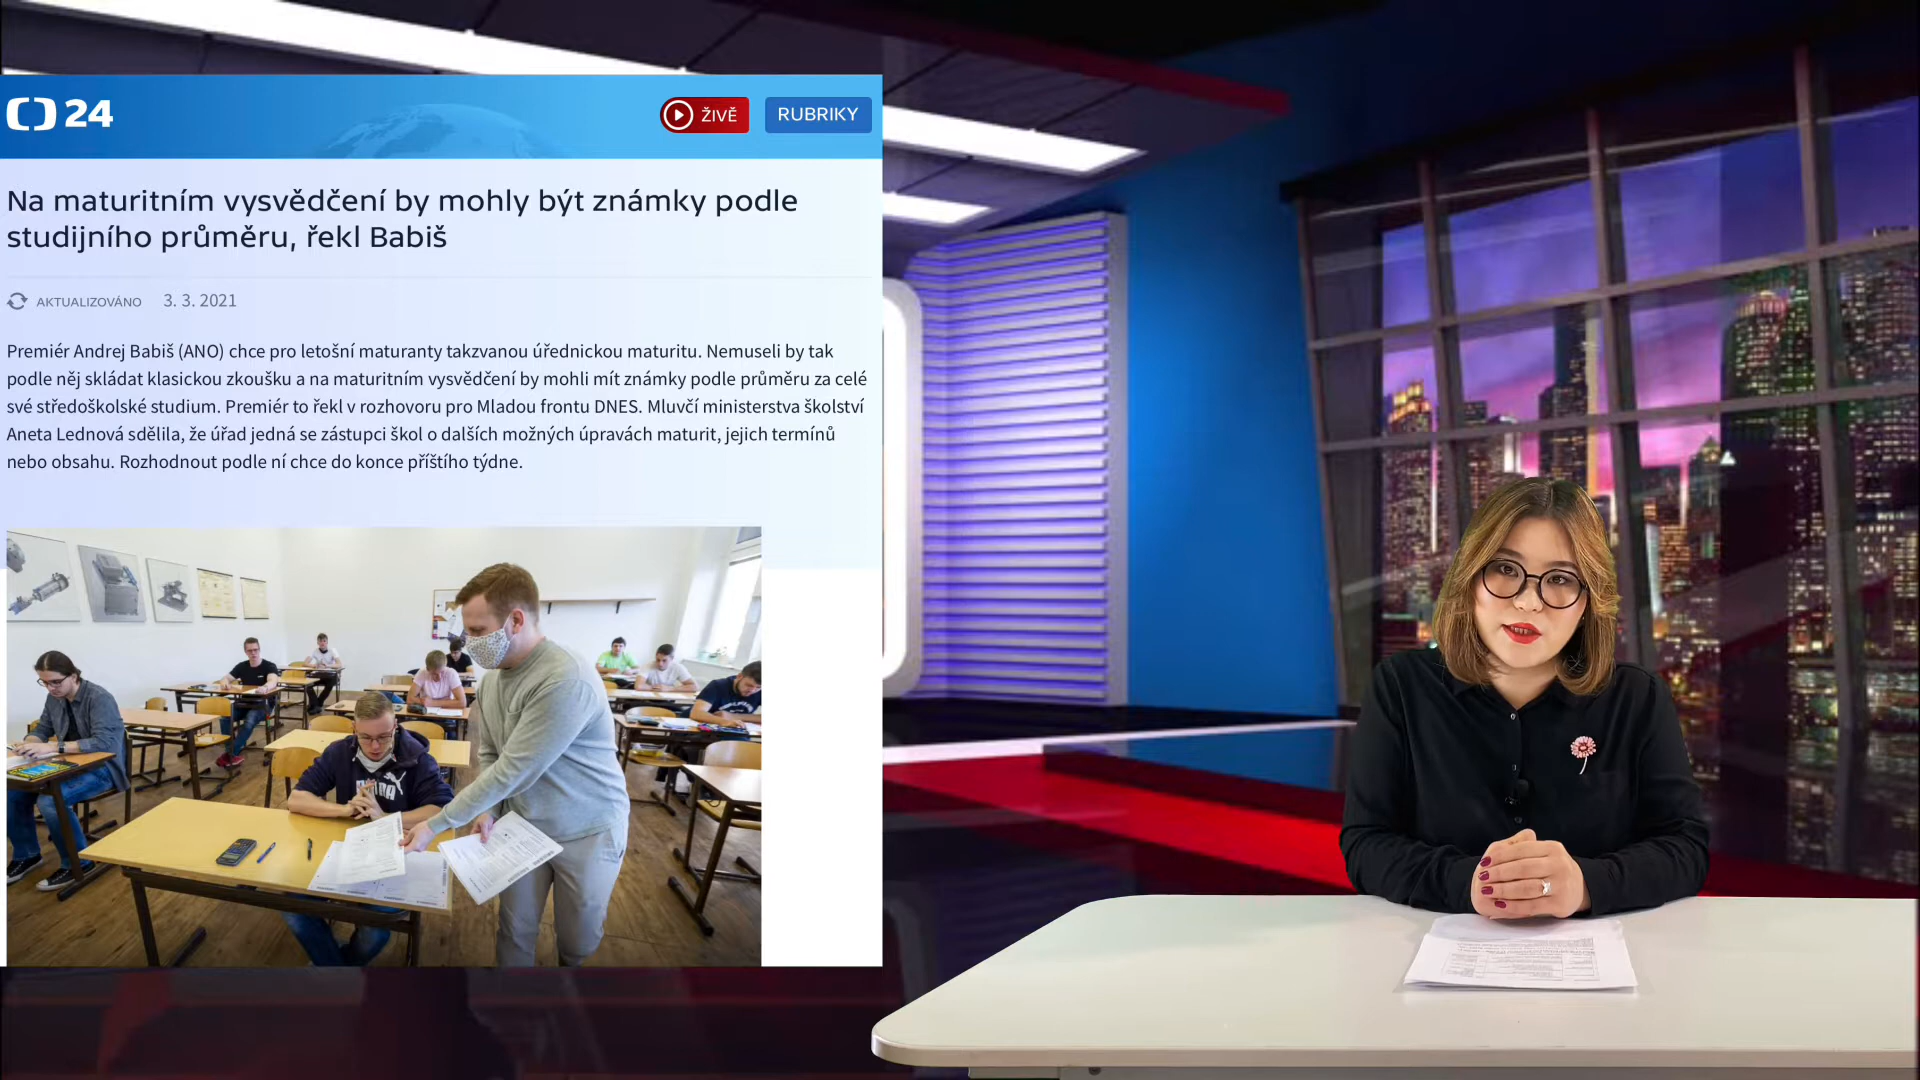 24
ŽIVĚ
RUBRIKY
Na maturitním vysvědčení by mohly být známky podle
studijního průměru, řekl Babiš
AKTUALIZOVÁNO 3. 3. 2021
Premiér Andrej Babiš (ANO) chce pro letošní maturanty takzvanou úřednickou maturitu. Nemuseli by tak
podle něj skládat klasickou zkoušku a na maturitním vysvědčení by mohli mít známky podle průměru za celé
své středoškolské studium. Premiér to řekl v rozhovoru pro Mladou frontu DNES. Mluvčí ministerstva školství
Aneta Lednová sdělila, že úřad jedná se zástupci škol o dalších možných úpravách maturit, jejich termínů
nebo obsahu. Rozhodnout podle ní chce do konce příštího týdne.